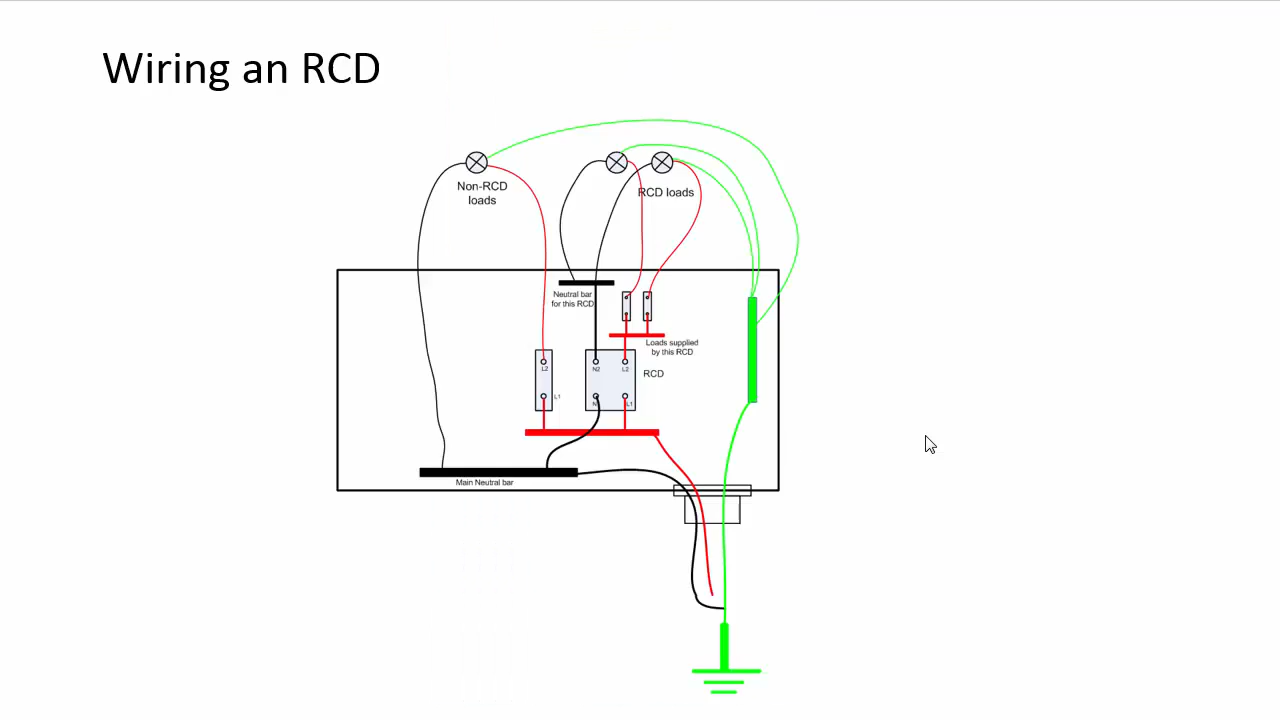 Wiring an RCD
Non-RCD
loads
RCD loads
Neutral bar
for this RCD
Loads supplied
by this RCD
L2
N2
L2
RCD
L1
N
L1
Main Neutral bar